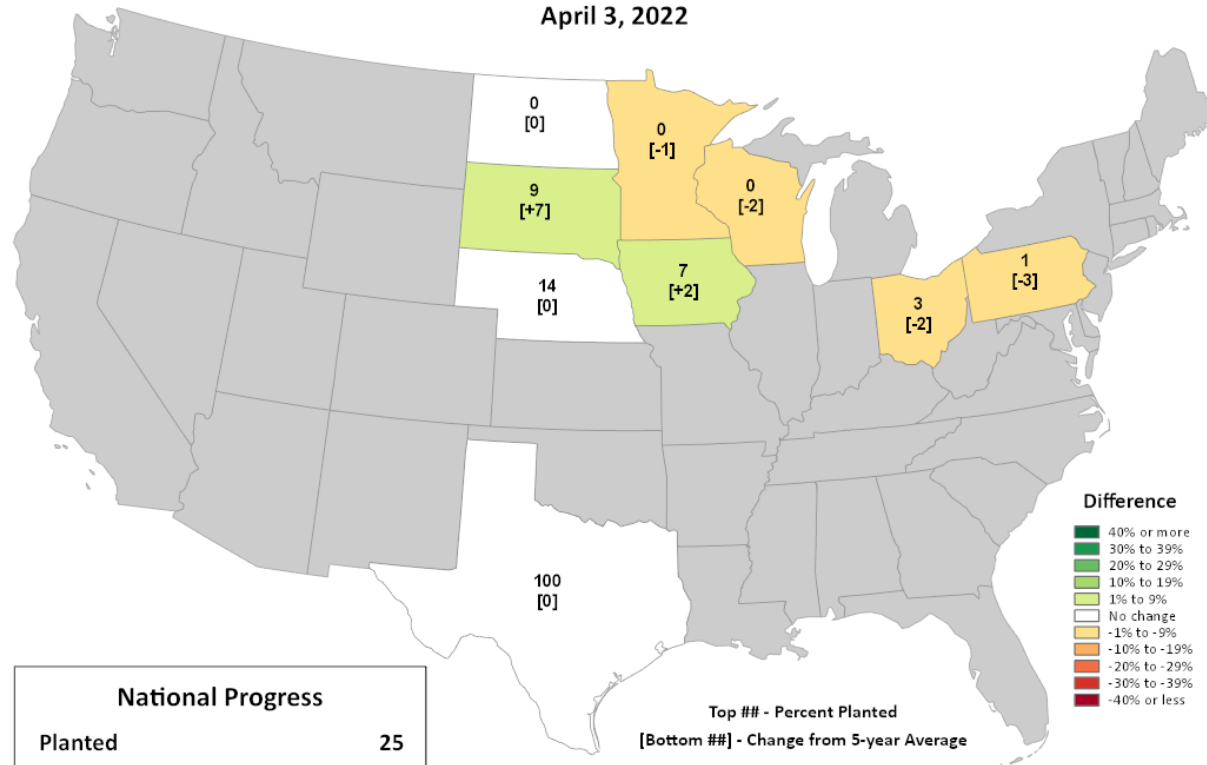 April 3, 2022
0
[0]
0
[-1]
0
[-2]
9
[+7]
7
[+2]
14
[0]
3
[-2]
1
[-3]
100
[0]
Difference
40% or more
30% to 39%
20% to 29%
10% to 19%
1% to 9%
No change
-1% to -9%
-10% to -19%
-20% to -29%
-30% to -39%
-40% or less
National Progress
Planted 25
Top ## - Percent Planted
[Bottom ##] - Change from 5-year Average